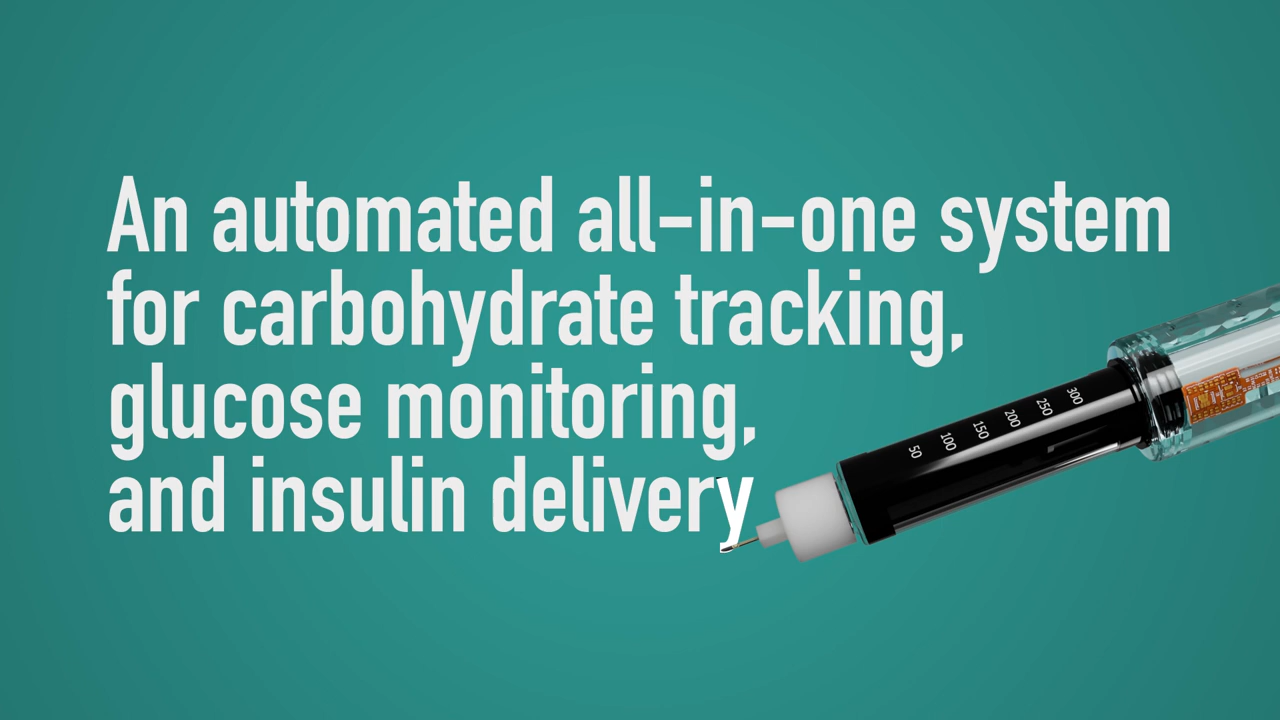 An automated all-in-one system
for carbohydrate tracking,
glucose monitoring,
and insulin delivery
50 100 150 200 250 300